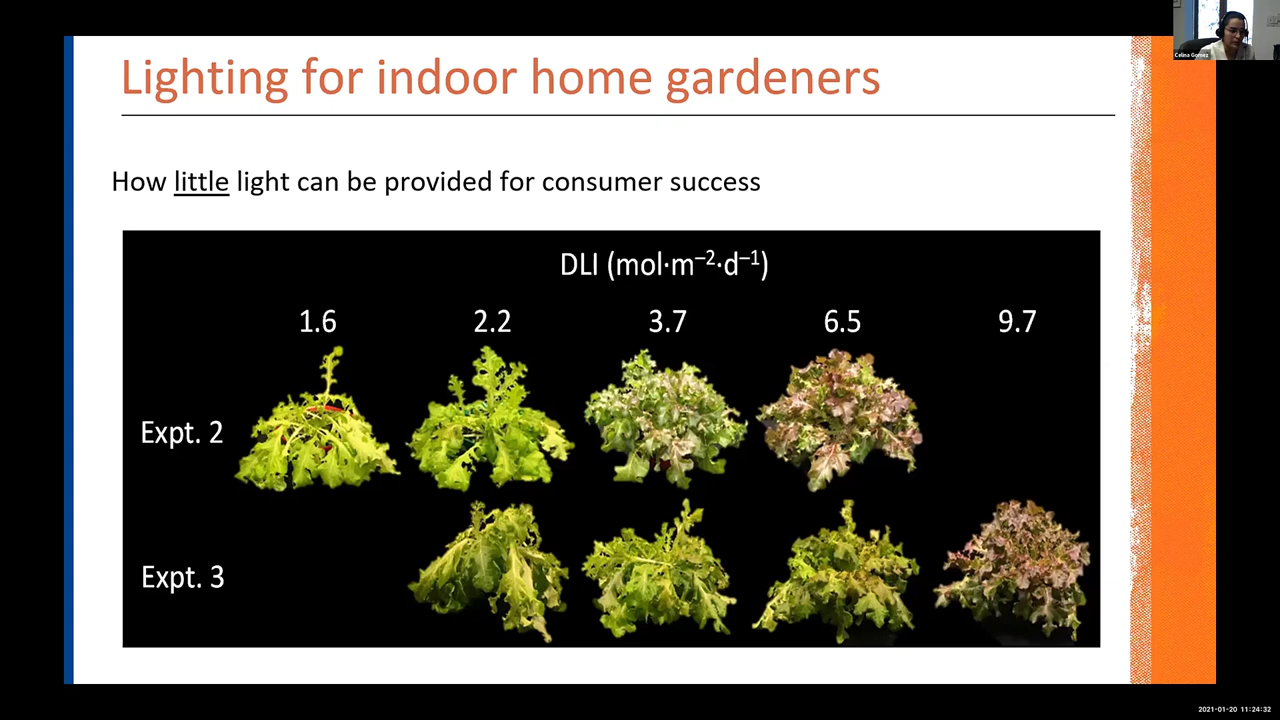 Celina Gomez
Lighting for indoor home gardeners
How little light can be provided for consumer success
DLI (mol·m⁻²·d⁻¹)
1.6 2.2 3.7 6.5 9.7
Expt. 2
Expt. 3
2021-01-20 11:24:32